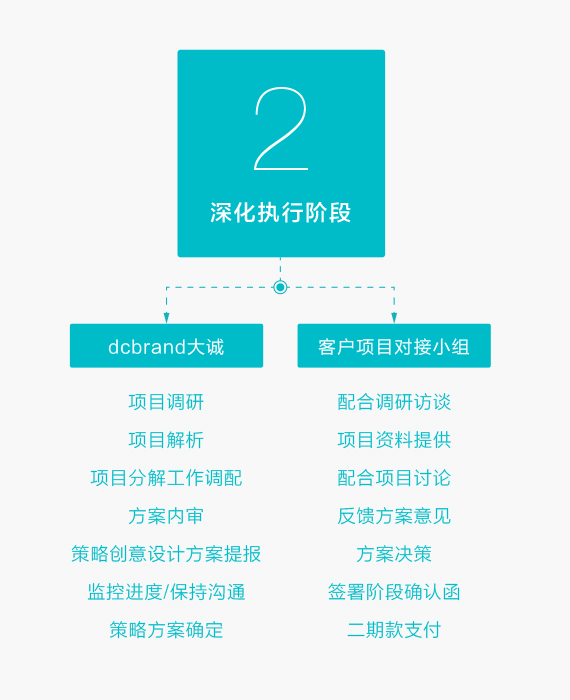 2
深化执行阶段
dcbrand大诚
客户项目对接小组
项目调研
配合调研访谈
项目解析
项目资料提供
项目分解工作调配
配合项目讨论
方案内审
反馈方案意见
策略创意设计方案提报
方案决策
监控进度/保持沟通
签署阶段确认函
策略方案确定
二期款支付